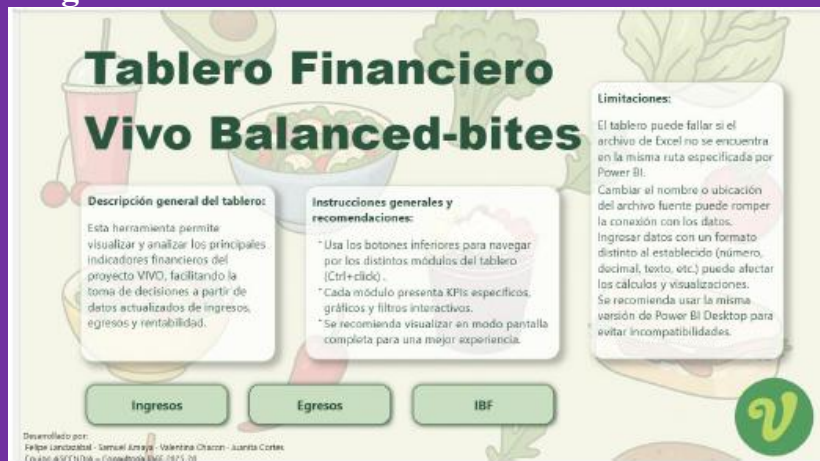 Tablero Financiero
Vivo Balanced-bites
Descripción general del tablero:
Esta herramienta permite
visualizar y analizar los principales
indicadores financieros del
proyecto VIVO, facilitando la
toma de decisiones a partir de
datos actualizados de ingresos,
egresos y rentabilidad.
Instrucciones generales y
recomendaciones:
*Usa los botones inferiores para navegar
por los distintos módulos del tablero
(Ctrl+click) .
*Cada módulo presenta KPIs específicos,
gráficos y filtros interactivos.
*Se recomienda visualizar en modo pantalla
completa para una mejor experiencia.
Limitaciones:
El tablero puede fallar si el
archivo de Excel no se encuentra
en la misma ruta especificada por
Power BI.
Cambiar el nombre o ubicación
del archivo fuente puede romper
la conexión con los datos.
Ingresar datos con un formato
distinto al establecido (número,
decimal, texto, etc.) puede afectar
los cálculos y visualizaciones.
Se recomienda usar la misma
versión de Power BI Desktop para
evitar incompatibilidades.
Ingresos
Egresos
IBF
Desarrollado por:
Felipe Landazábal - Samuel Amaya - Valentina Chacon - Juanita Cortes